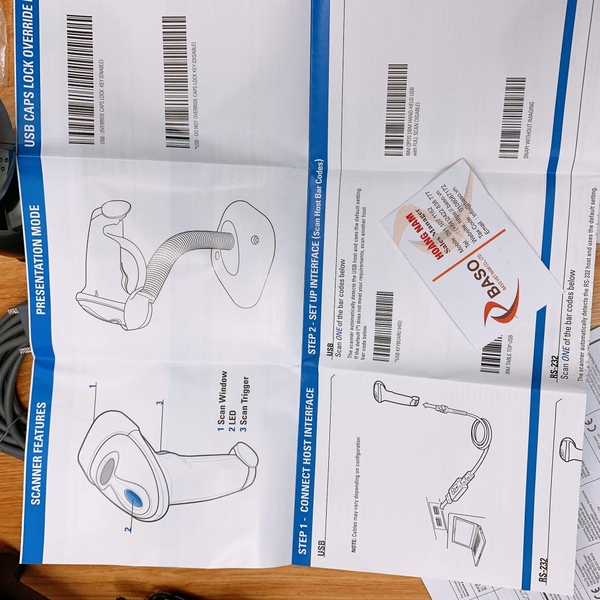 SCANNER FEATURES
1
2
3
1 Scan Window
2 LED
3 Scan Trigger
PRESENTATION MODE
USB CAPS LOCK OVERRIDE
USB - OVERRIDE CAPS LOCK KEY (ENABLE)
*USB - DO NOT OVERRIDE CAPS LOCK KEY (DISABLE)
STEP 1 - CONNECT HOST INTERFACE
USB
NOTE: Cables may vary depending on configuration
RS-232
STEP 2 - SET UP INTERFACE (Scan Host Bar Codes)
USB
Scan ONE of the bar codes below
The scanner automatically detects the USB host and uses the default setting.
If the default (*) does not meet your requirements, scan another host
bar code below.
*USB KEYBOARD (HID)
IBM TABLE TOP USB
IBM OPOS (IBM HAND-HELD USB
with FULL SCAN DISABLE)
SNAPI WITHOUT IMAGING
RS-232
Scan ONE of the bar codes below
The scanner automatically detects the RS-232 host and uses the default setting.
BASO
HOANH NAM
Sales Manager